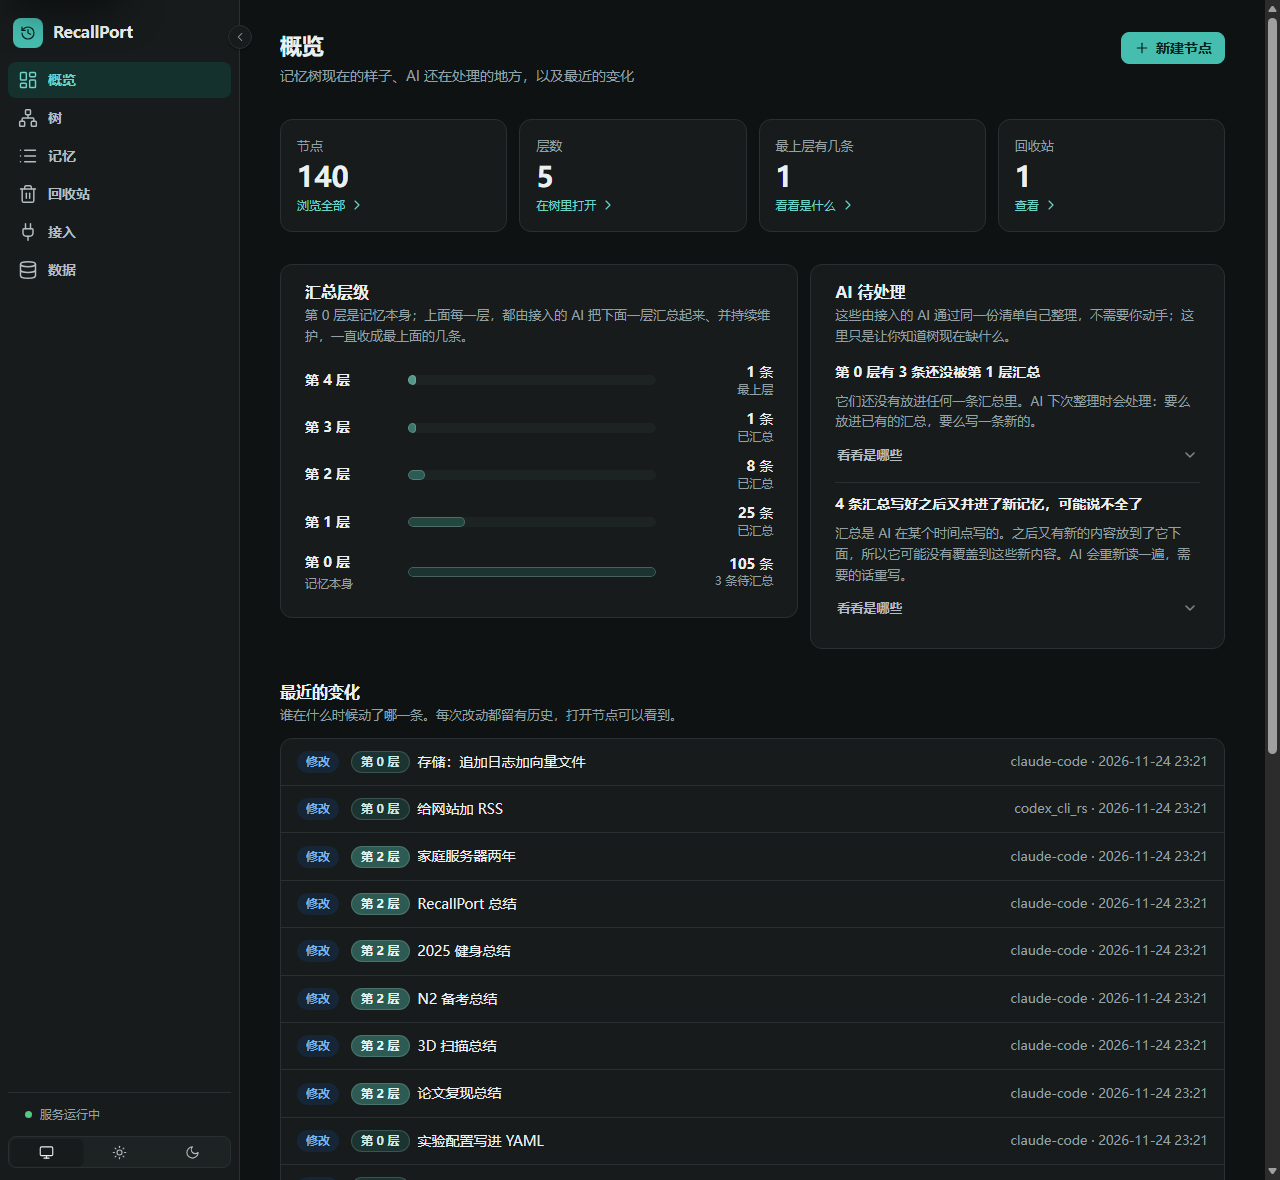 RecallPort
概览
树
记忆
回收站
接入
数据
服务运行中
概览
记忆树现在的样子、AI 还在处理的地方，以及最近的变化
新建节点
节点
140
浏览全部
层数
5
在树里打开
最上层有几条
1
看看是什么
回收站
1
查看
汇总层级
第 0 层是记忆本身；上面每一层，都由接入的 AI 把下面一层汇总起来、并持续维
护，一直收成最上面的几条。
第 4 层
1 条
最上层
第 3 层
1 条
已汇总
第 2 层
8 条
已汇总
第 1 层
25 条
已汇总
第 0 层
记忆本身
105 条
3 条待汇总
AI 待处理
这些由接入的 AI 通过同一份清单自己整理，不需要你动手；这
里只是让你知道树现在缺什么。
第 0 层有 3 条还没被第 1 层汇总
它们还没有放进任何一条汇总里。AI 下次整理时会处理：要么
放进已有的汇总，要么写一条新的。
看看是哪些
4 条汇总写好之后又并进了新记忆，可能说不全了
汇总是 AI 在某个时间点写的。之后又有新的内容放到了它下
面，所以它可能没有覆盖到这些新内容。AI 会重新读一遍，需
要的话重写。
看看是哪些
最近的变化
谁在什么时候动了哪一条。每次改动都留有历史，打开节点可以看到。
修改 第 0 层 存储：追加日志加向量文件 claude-code · 2026-11-24 23:21
修改 第 0 层 给网站加 RSS codex_cli_rs · 2026-11-24 23:21
修改 第 2 层 家庭服务器两年 claude-code · 2026-11-24 23:21
修改 第 2 层 RecallPort 总结 claude-code · 2026-11-24 23:21
修改 第 2 层 2025 健身总结 claude-code · 2026-11-24 23:21
修改 第 2 层 N2 备考总结 claude-code · 2026-11-24 23:21
修改 第 2 层 3D 扫描总结 claude-code · 2026-11-24 23:21
修改 第 2 层 论文复现总结 claude-code · 2026-11-24 23:21
修改 第 0 层 实验配置写进 YAML claude-code · 2026-11-24 23:21